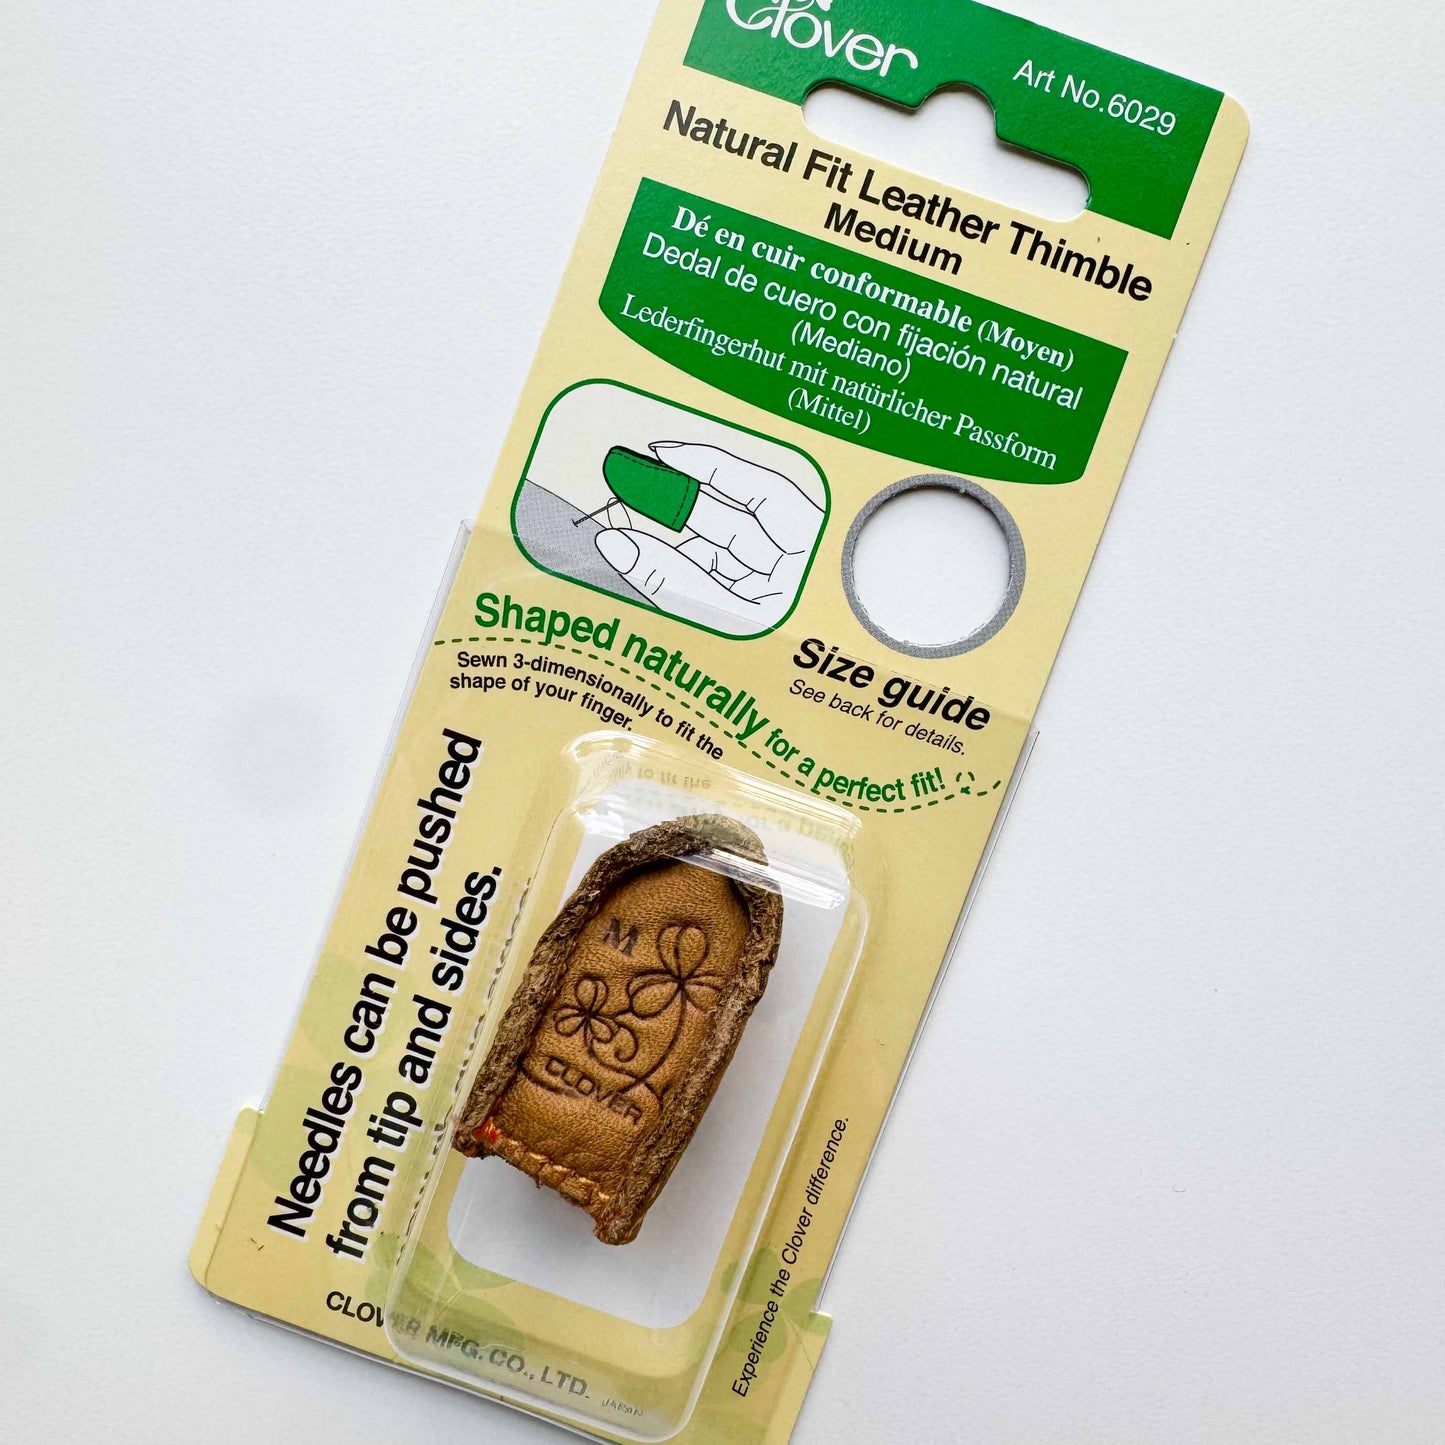 Clover
Art No.6029
Natural Fit Leather Thimble
Medium
Dé en cuir conformable (Moyen)
Dedal de cuero con fijación natural
(Mediano)
Lederfingerhut mit natürlicher Passform
(Mittel)
Shaped naturally for a perfect fit!
Sewn 3-dimensionally to fit the
shape of your finger.
Size guide
See back for details.
Needles can be pushed
from tip and sides.
M
CLOVER
Experience the Clover difference.
CLOVER MFG. CO., LTD.
JAPAN